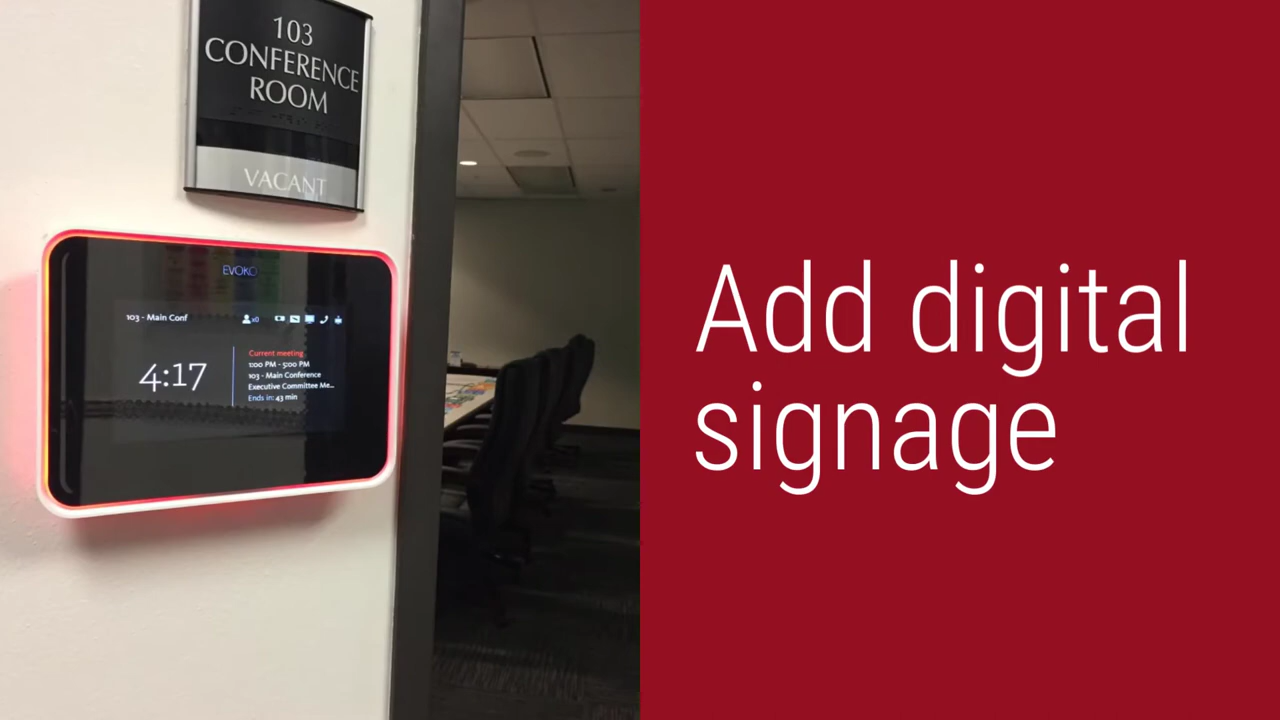 103
CONFERENCE
ROOM
VACANT
EVOKO
103 - Main Conf
x0
4:17
Current meeting
1:00 PM - 5:00 PM
103 - Main Conference
Executive Committee Me...
Ends in: 43 min
Add digital
signage